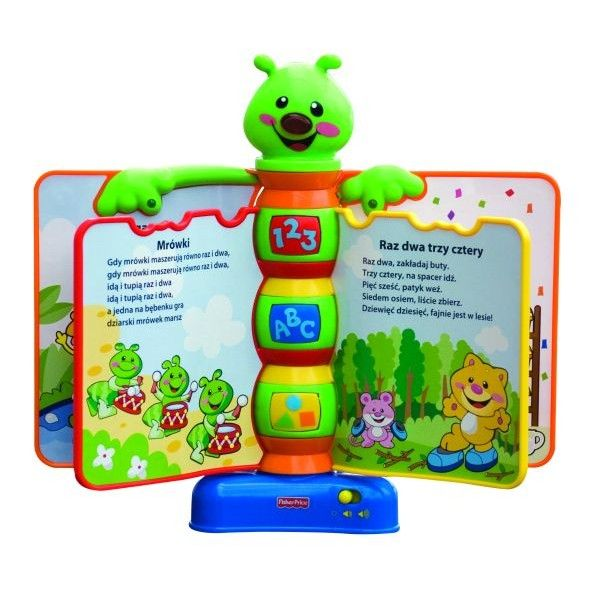 Mrówki
Gdy mrówki maszerują równo raz i dwa,
gdy mrówki maszerują równo raz i dwa,
idą i tupią raz i dwa
idą i tupią raz i dwa,
a jedna na bębenku gra
dziarski mrówek marsz
123
ABC
Raz dwa trzy cztery
Raz dwa, zakładaj buty.
Trzy cztery, na spacer idź.
Pięć sześć, patyk weź.
Siedem osiem, liście zbierz.
Dziewięć dziesięć, fajnie jest w lesie!
Fisher-Price